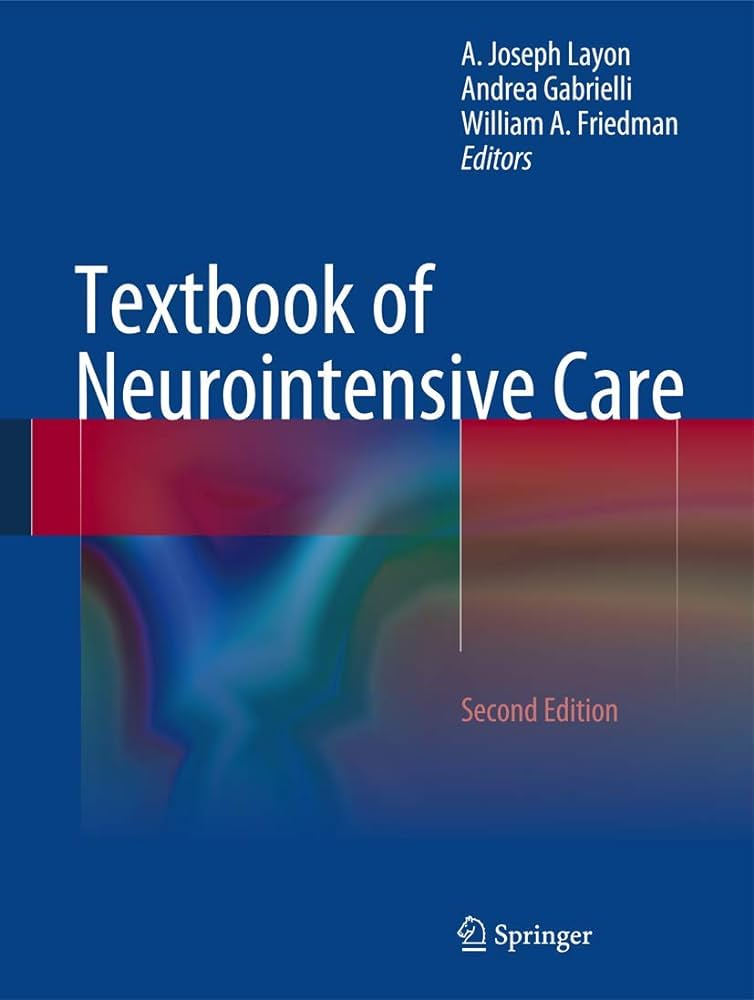 A. Joseph Layon
Andrea Gabrielli
William A. Friedman
Editors
Textbook of
Neurointensive Care
Second Edition
Springer